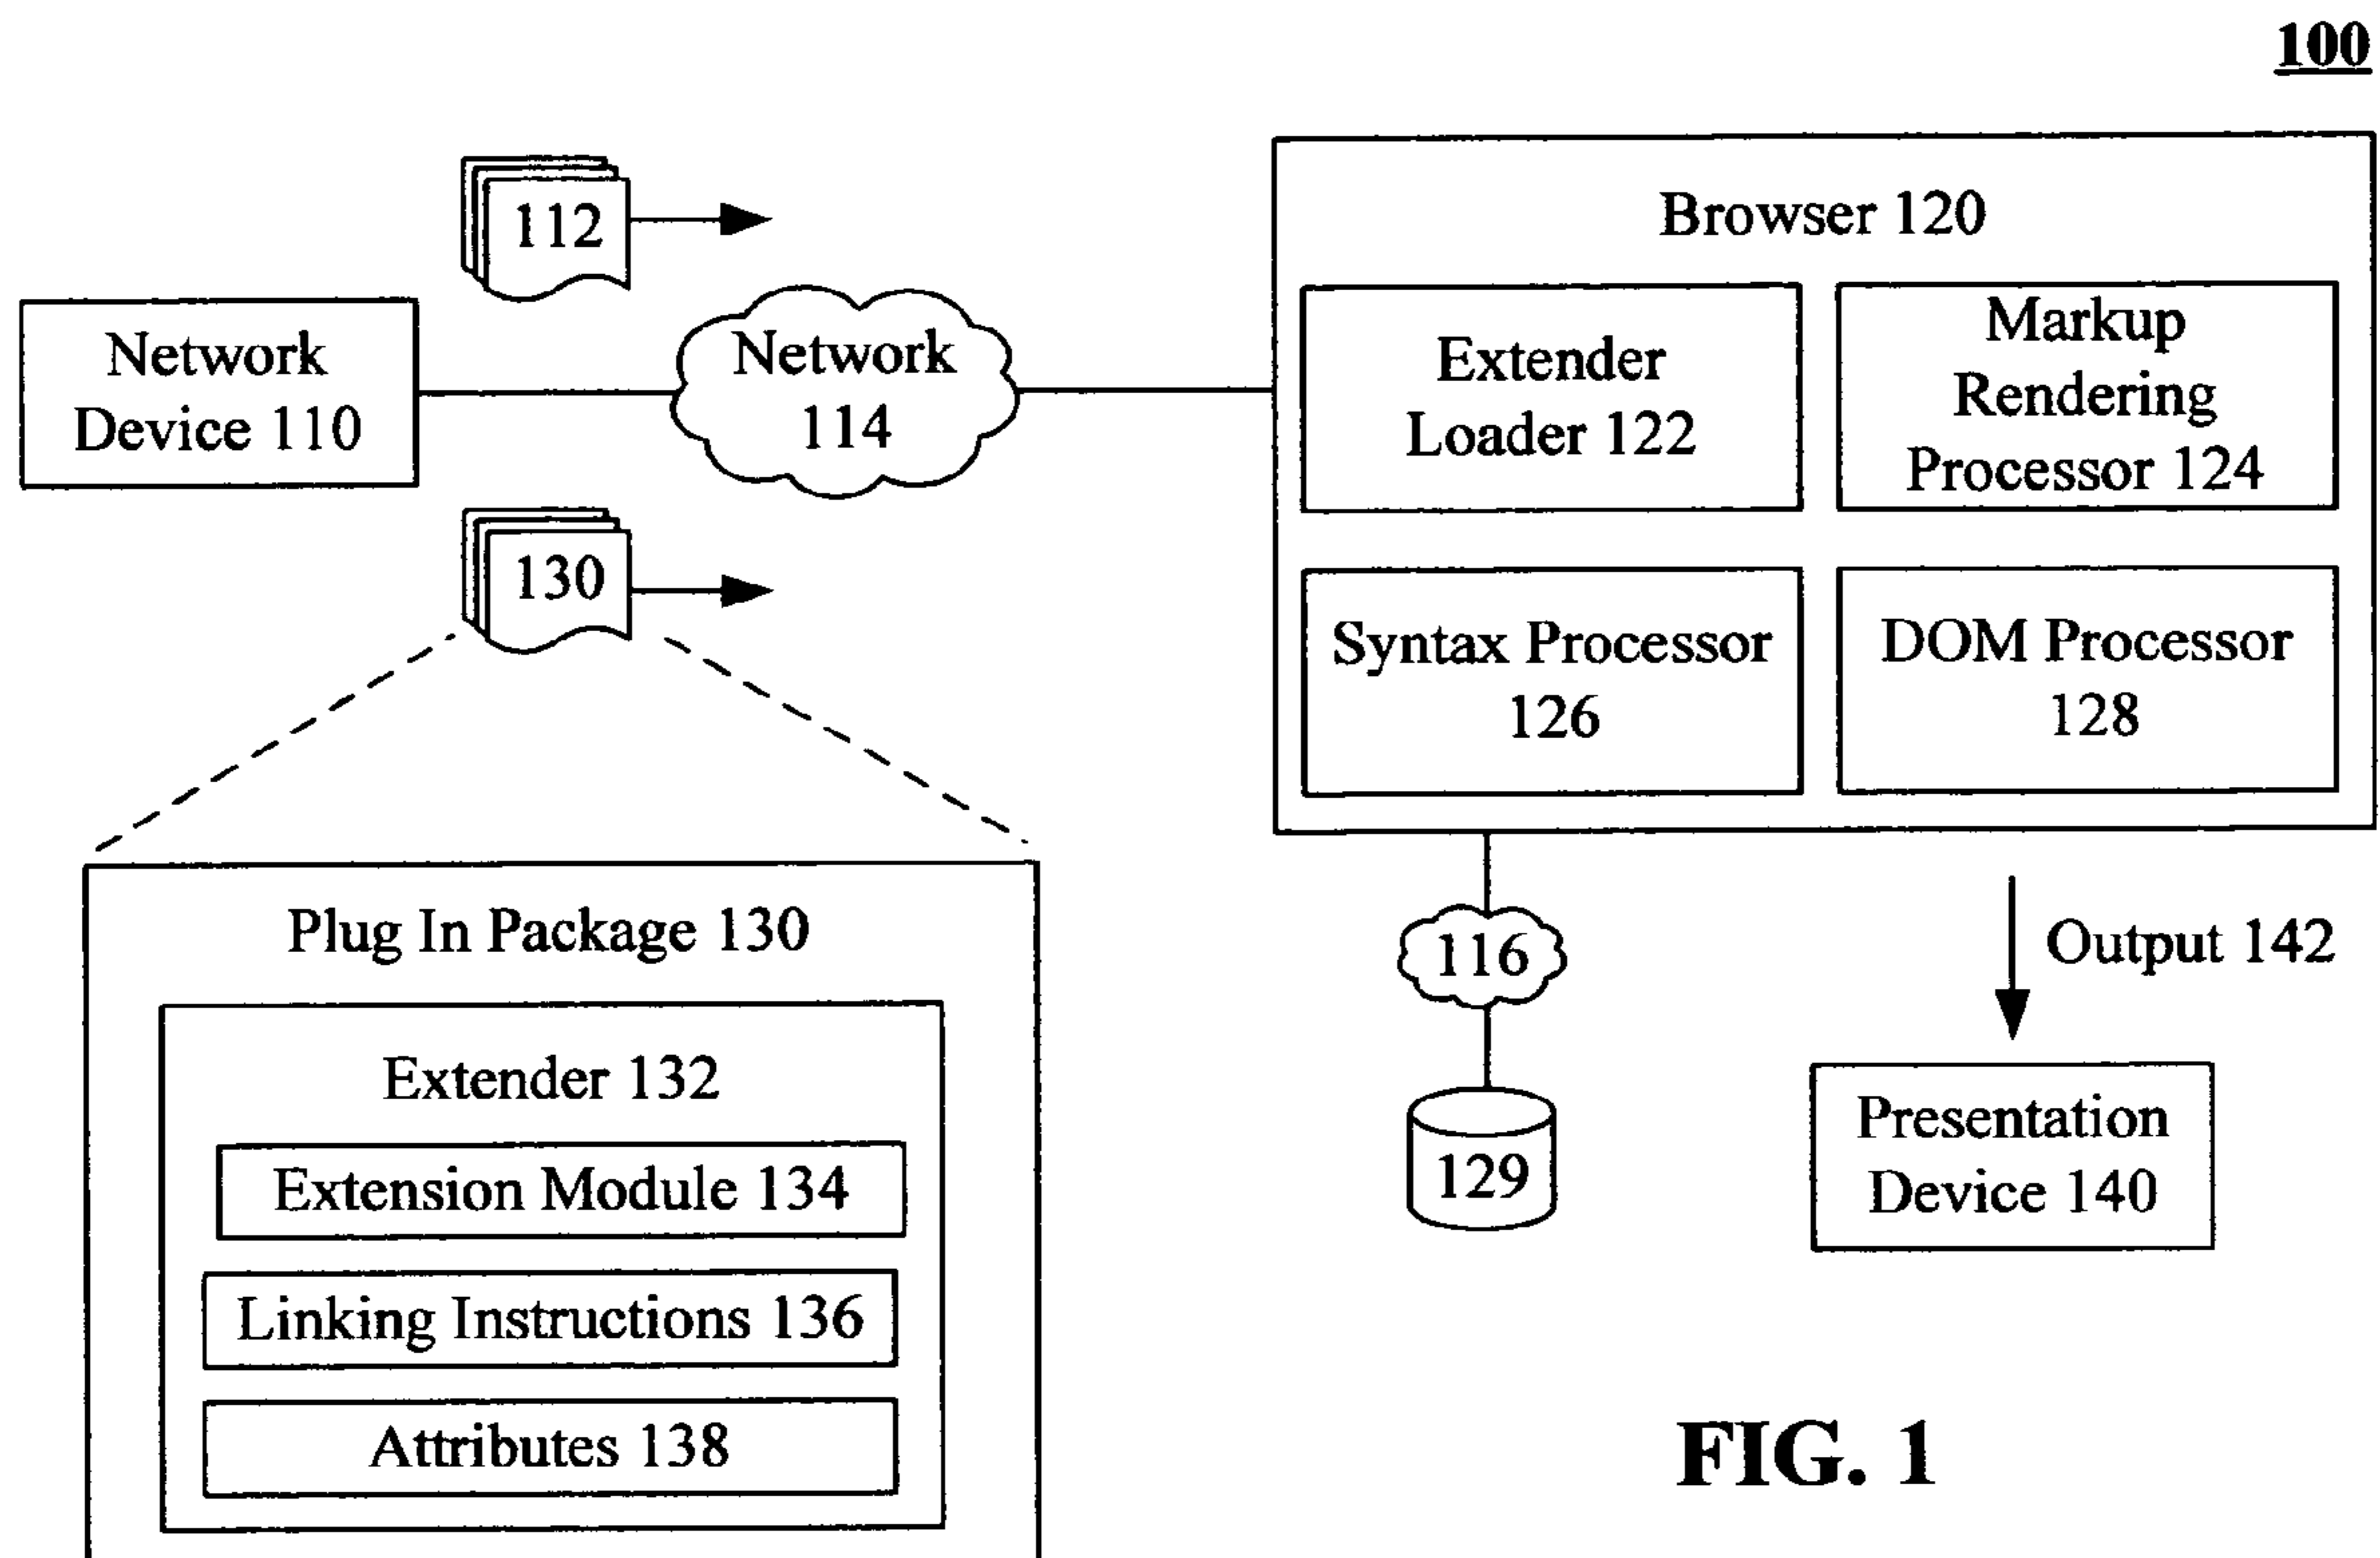 100
112
Network
Device 110
Network
114
130
Browser 120
Extender
Loader 122
Markup
Rendering
Processor 124
Syntax Processor
126
DOM Processor
128
Plug In Package 130
Extender 132
Extension Module 134
Linking Instructions 136
Attributes 138
116
129
Output 142
Presentation
Device 140
FIG. 1